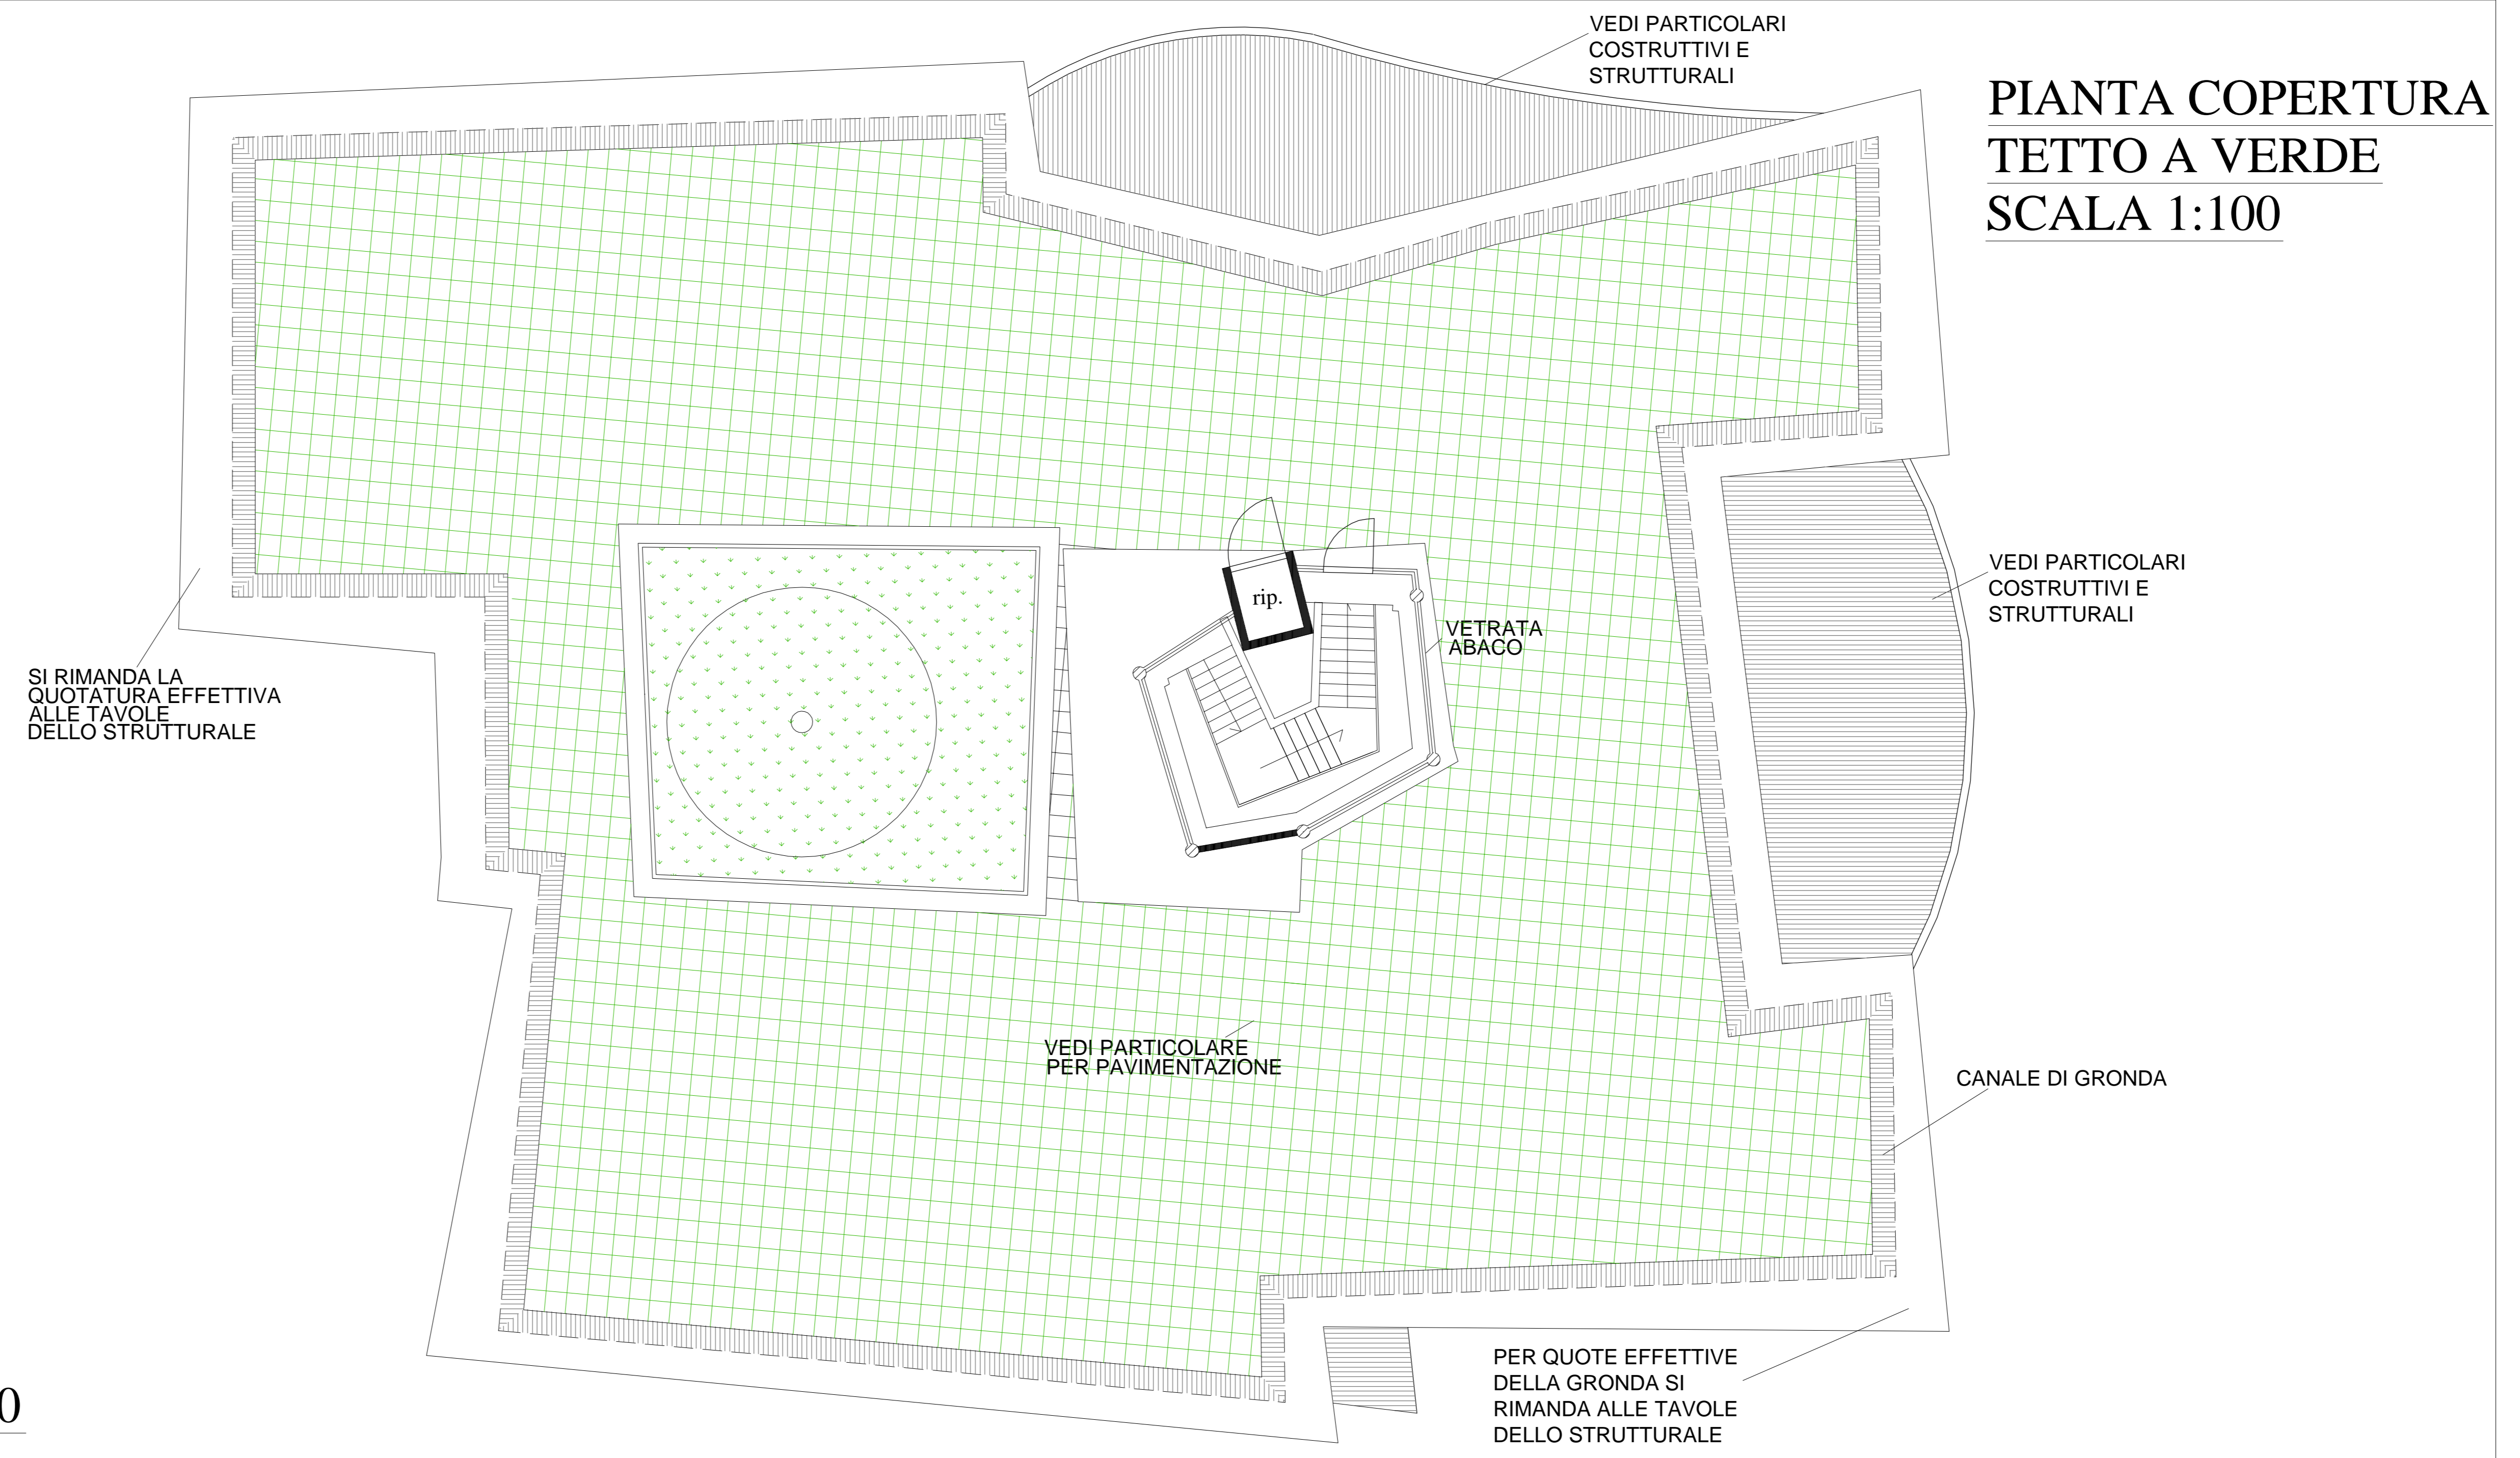 VEDI PARTICOLARI
COSTRUTTIVI E
STRUTTURALI
PIANTA COPERTURA
TETTO A VERDE
SCALA 1:100
VEDI PARTICOLARI
COSTRUTTIVI E
STRUTTURALI
rip.
VETRATA
ABACO
SI RIMANDA LA
QUOTATURA EFFETTIVA
ALLE TAVOLE
DELLO STRUTTURALE
VEDI PARTICOLARE
PER PAVIMENTAZIONE
CANALE DI GRONDA
PER QUOTE EFFETTIVE
DELLA GRONDA SI
RIMANDA ALLE TAVOLE
DELLO STRUTTURALE
0